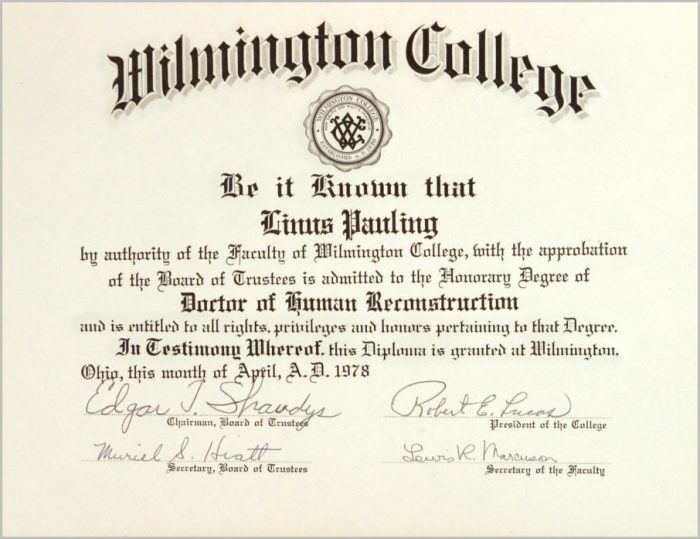 Wilmington College
WILMINGTON COLLEGE
ESTABLISHED A.D. 1870
Be it Known that
Linus Pauling
by authority of the Faculty of Wilmington College, with the approbation
of the Board of Trustees is admitted to the Honorary Degree of
Doctor of Human Reconstruction
and is entitled to all rights, privileges and honors pertaining to that Degree.
In Testimony Whereof, this Diploma is granted at Wilmington,
Ohio, this month of April, A. D. 1978
Edgar T. Robert E. Lucas
Chairman, Board of Trustees President of the College
Muriel S. Hiatt Lewis R. Marcuson
Secretary, Board of Trustees Secretary of the Faculty